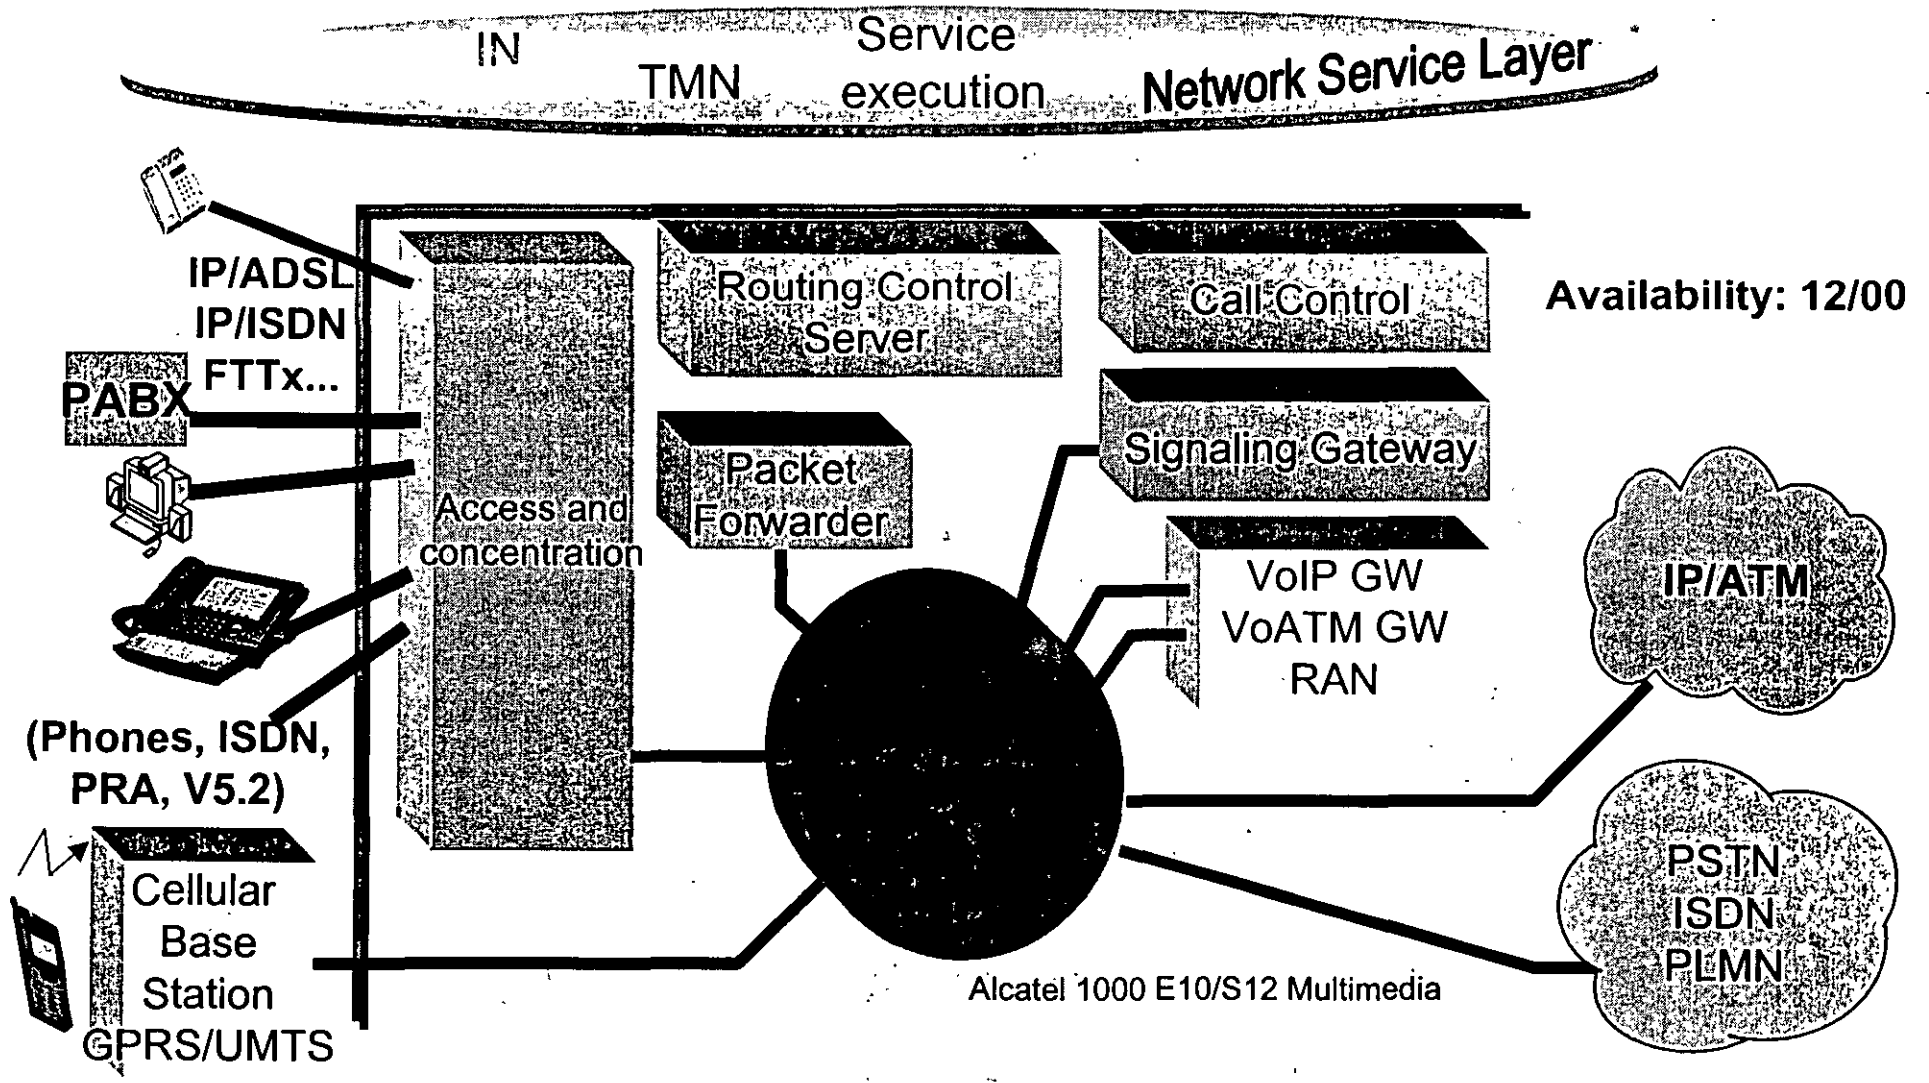 IN
TMN
Service
execution
Network Service Layer
IP/ADSL
IP/ISDN
FTTx...
PABX
(Phones, ISDN,
PRA, V5.2)
Cellular
Base
Station
GPRS/UMTS
Access and
concentration
Routing Control
Server
Call Control
Availability: 12/00
Packet
Forwarder
Signaling Gateway
VoIP GW
VoATM GW
RAN
IP/ATM
PSTN
ISDN
PLMN
Alcatel 1000 E10/S12 Multimedia